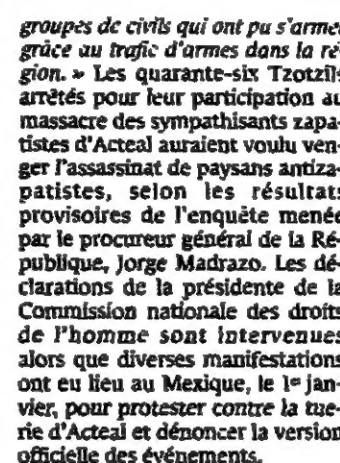 groupes de civils qui ont pu s'armer
grâce au trafic d'armes dans la ré-
gion. » Les quarante-six Tzotzils
arrêtés pour leur participation au
massacre des sympathisants zapa-
tistes d'Acteal auraient voulu ven-
ger l'assassinat de paysans antiza-
patistes, selon les résultats
provisoires de l'enquête menée
par le procureur général de la Ré-
publique, Jorge Madrazo. Les dé-
clarations de la présidente de la
Commission nationale des droits
de l'homme sont intervenues
alors que diverses manifestations
ont eu lieu au Mexique, le 1er jan-
vier, pour protester contre la tue-
rie d'Acteal et dénoncer la version
officielle des événements.